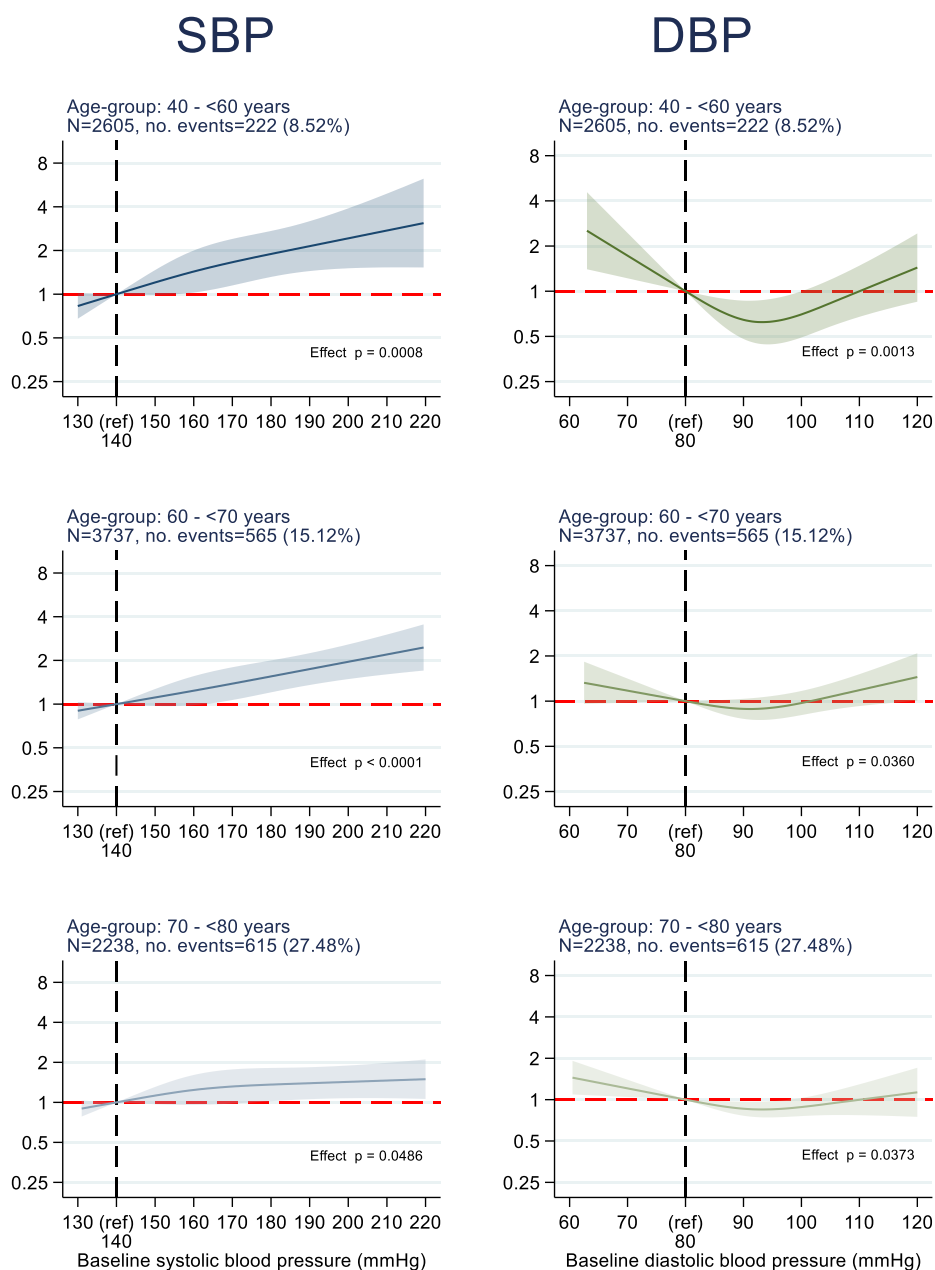 SBP
DBP
Age-group: 40 - <60 years
N=2605, no. events=222 (8.52%)
8
4
2
1
0.5
0.25
Effect p = 0.0008
130 (ref) 150 160 170 180 190 200 210 220
140
Age-group: 40 - <60 years
N=2605, no. events=222 (8.52%)
8
4
2
1
0.5
0.25
Effect p = 0.0013
60 70 (ref) 90 100 110 120
80
Age-group: 60 - <70 years
N=3737, no. events=565 (15.12%)
8
4
2
1
0.5
0.25
Effect p < 0.0001
130 (ref) 150 160 170 180 190 200 210 220
140
Age-group: 60 - <70 years
N=3737, no. events=565 (15.12%)
8
4
2
1
0.5
0.25
Effect p = 0.0360
60 70 (ref) 90 100 110 120
80
Age-group: 70 - <80 years
N=2238, no. events=615 (27.48%)
8
4
2
1
0.5
0.25
Effect p = 0.0486
130 (ref) 150 160 170 180 190 200 210 220
140
Baseline systolic blood pressure (mmHg)
Age-group: 70 - <80 years
N=2238, no. events=615 (27.48%)
8
4
2
1
0.5
0.25
Effect p = 0.0373
60 70 (ref) 90 100 110 120
80
Baseline diastolic blood pressure (mmHg)